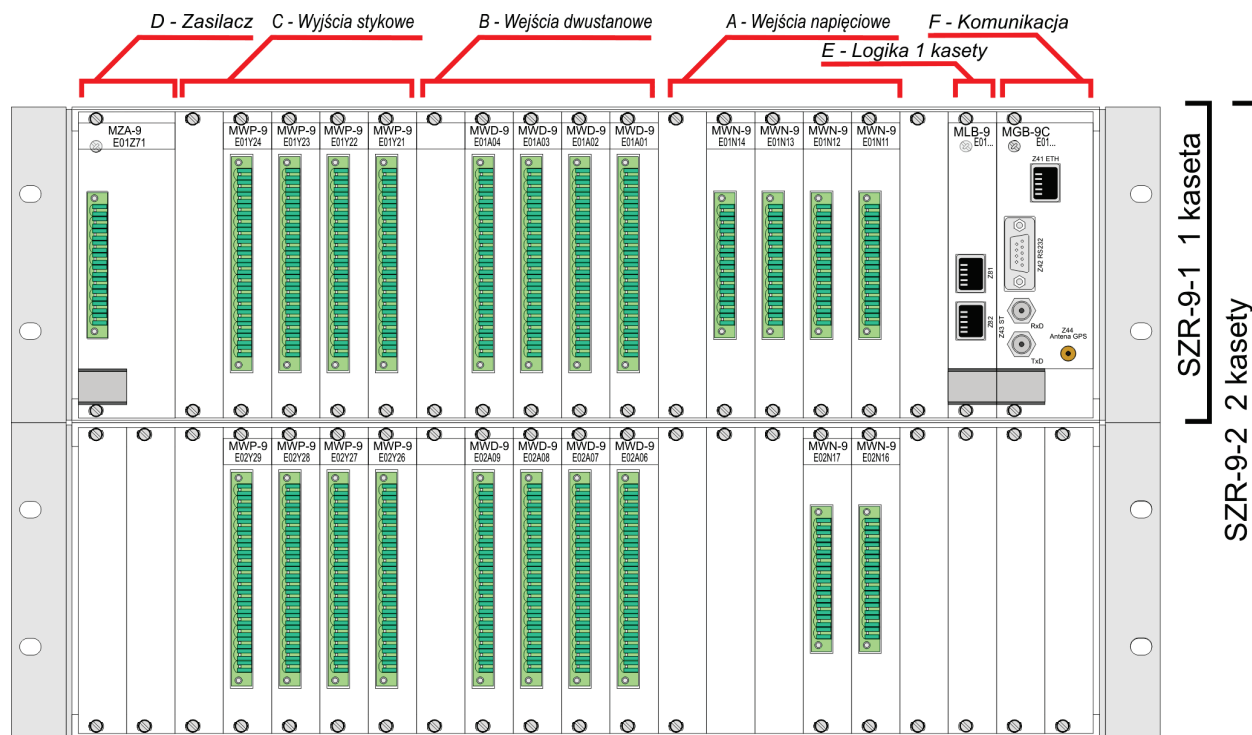 D - Zasilacz
C - Wyjścia stykowe
B - Wejścia dwustanowe
A - Wejścia napięciowe
F - Komunikacja
E - Logika 1 kasety
MZA-9
E01Z71
MWP-9
E01Y24
MWP-9
E01Y23
MWP-9
E01Y22
MWP-9
E01Y21
MWD-9
E01A04
MWD-9
E01A03
MWD-9
E01A02
MWD-9
E01A01
MWN-9
E01N14
MWN-9
E01N13
MWN-9
E01N12
MWN-9
E01N11
MLB-9
E01...
MGB-9C
E01...
Z41 ETH
Z42 RS232
Z81
Z82
Z43 ST
RxD
TxD
Z44
Antena GPS
SZR-9-1 1 kaseta
SZR-9-2 2 kasety
MWP-9
E02Y29
MWP-9
E02Y28
MWP-9
E02Y27
MWP-9
E02Y26
MWD-9
E02A09
MWD-9
E02A08
MWD-9
E02A07
MWD-9
E02A06
MWN-9
E02N17
MWN-9
E02N16